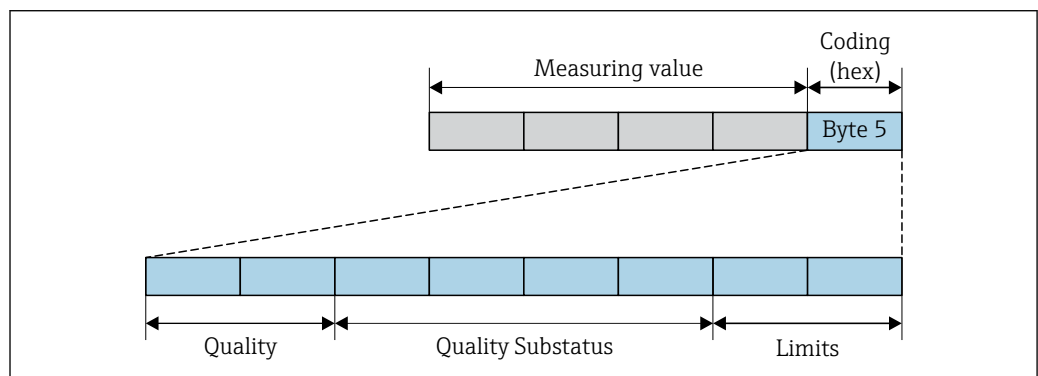 Coding
(hex)
Measuring value
Byte 5
Quality
Quality Substatus
Limits